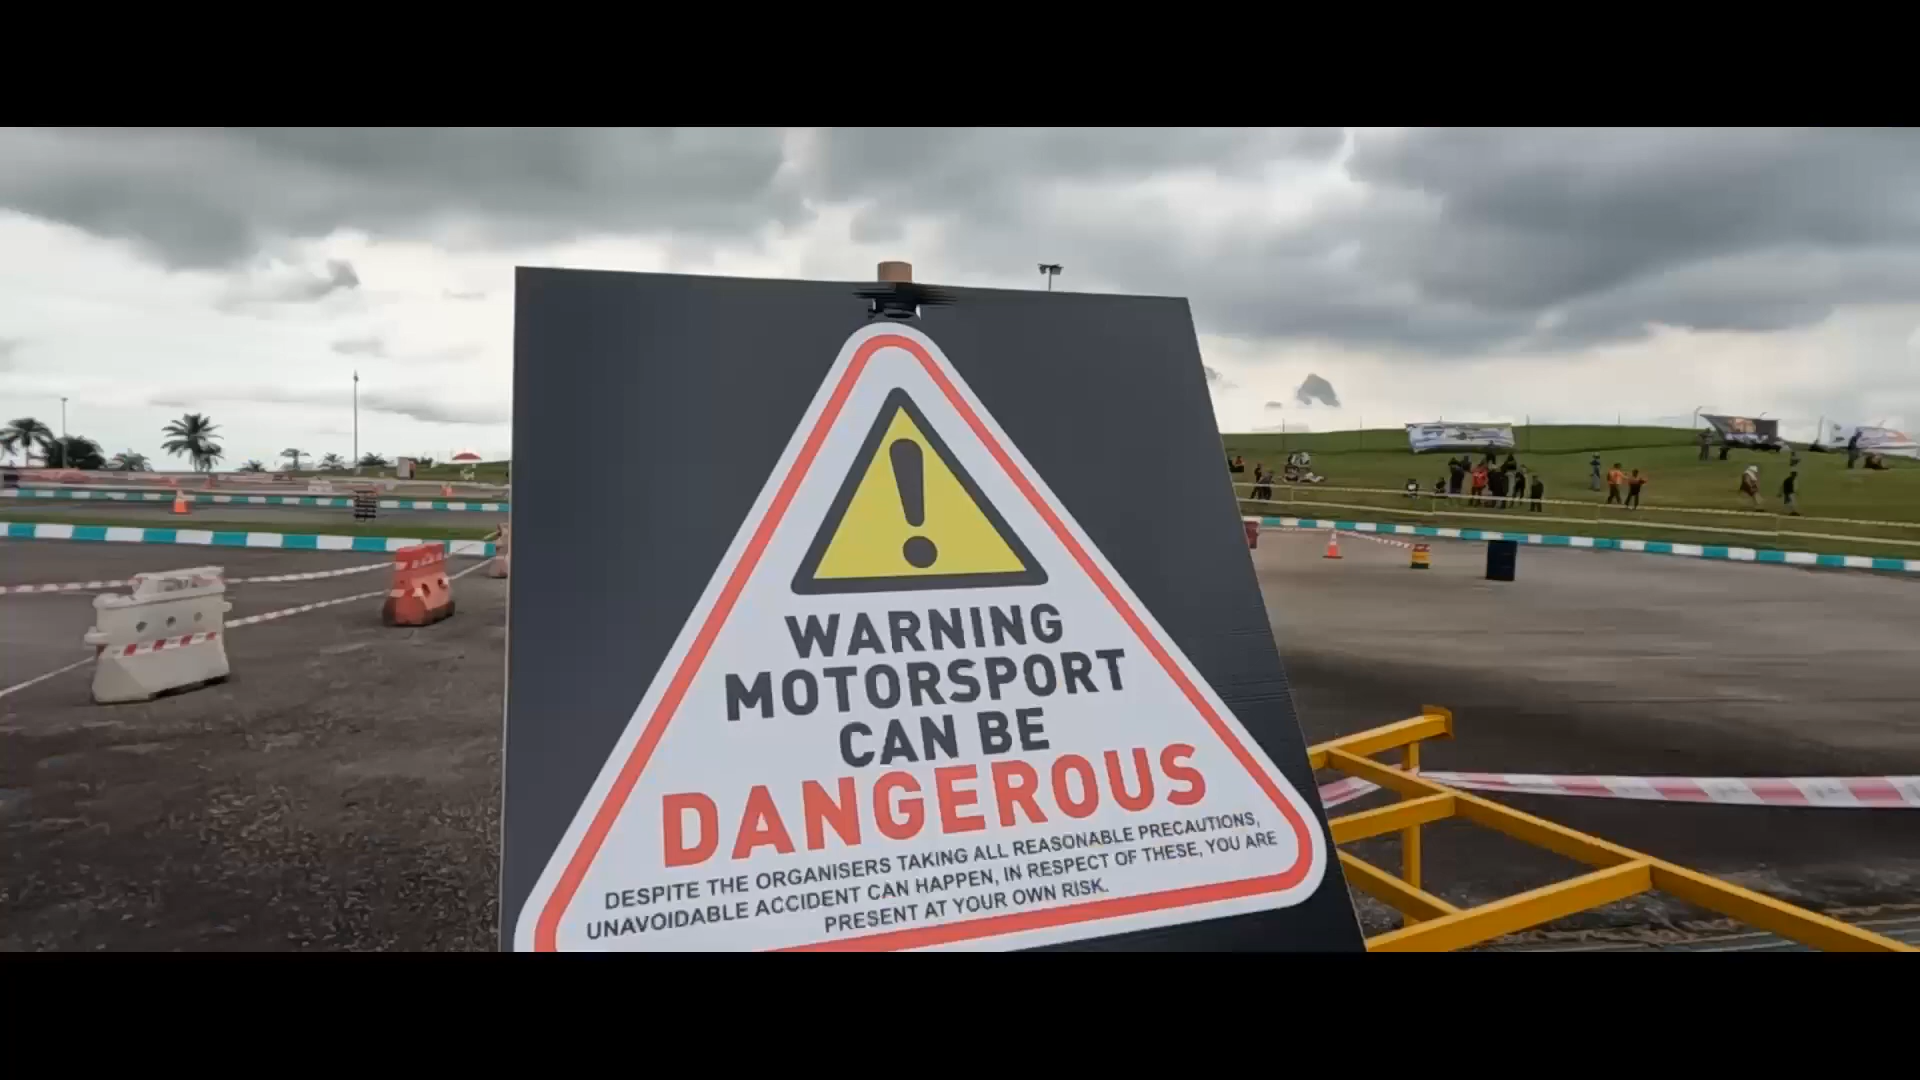 WARNING
MOTORSPORT
CAN BE
DANGEROUS
DESPITE THE ORGANISERS TAKING ALL REASONABLE PRECAUTIONS,
UNAVOIDABLE ACCIDENT CAN HAPPEN, IN RESPECT OF THESE, YOU ARE
PRESENT AT YOUR OWN RISK.